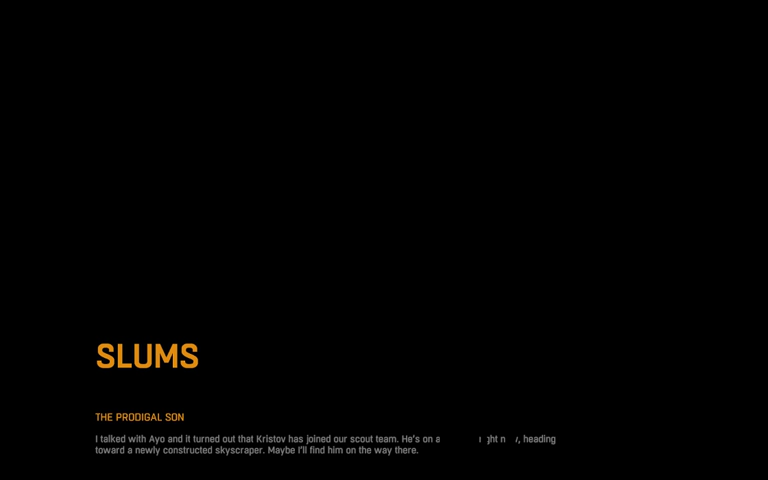 SLUMS
THE PRODIGAL SON
I talked with Ayo and it turned out that Kristov has joined our scout team. He's on a heading
toward a newly constructed skyscraper. Maybe I'll find him on the way there.